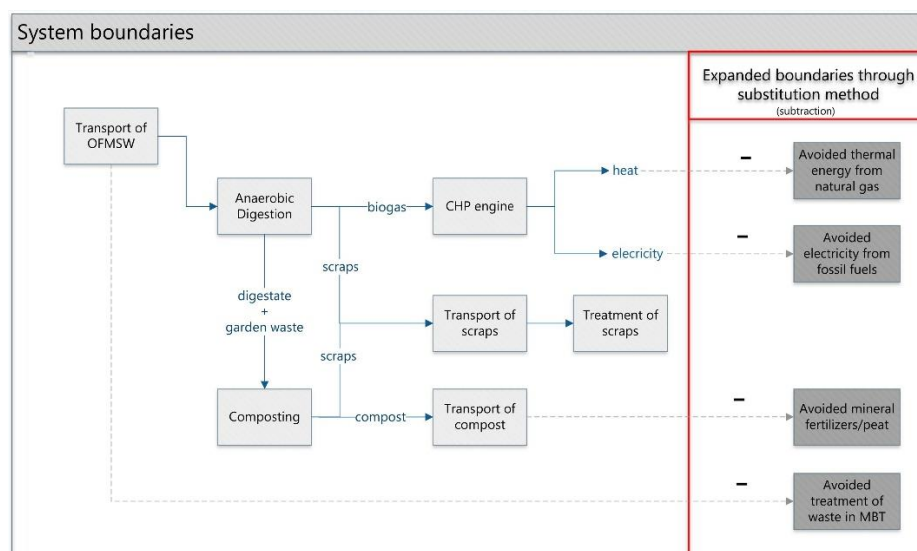 System boundaries
Expanded boundaries through
substitution method
(subtraction)
Transport of
OFMSW
heat
–
Avoided thermal
energy from
natural gas
Anaerobic
Digestion
biogas
CHP engine
elecricity
–
Avoided
electricity from
fossil fuels
scraps
digestate
+
garden waste
Transport of
scraps
Treatment of
scraps
scraps
Composting
compost
Transport of
compost
–
Avoided mineral
fertilizers/peat
–
Avoided
treatment of
waste in MBT